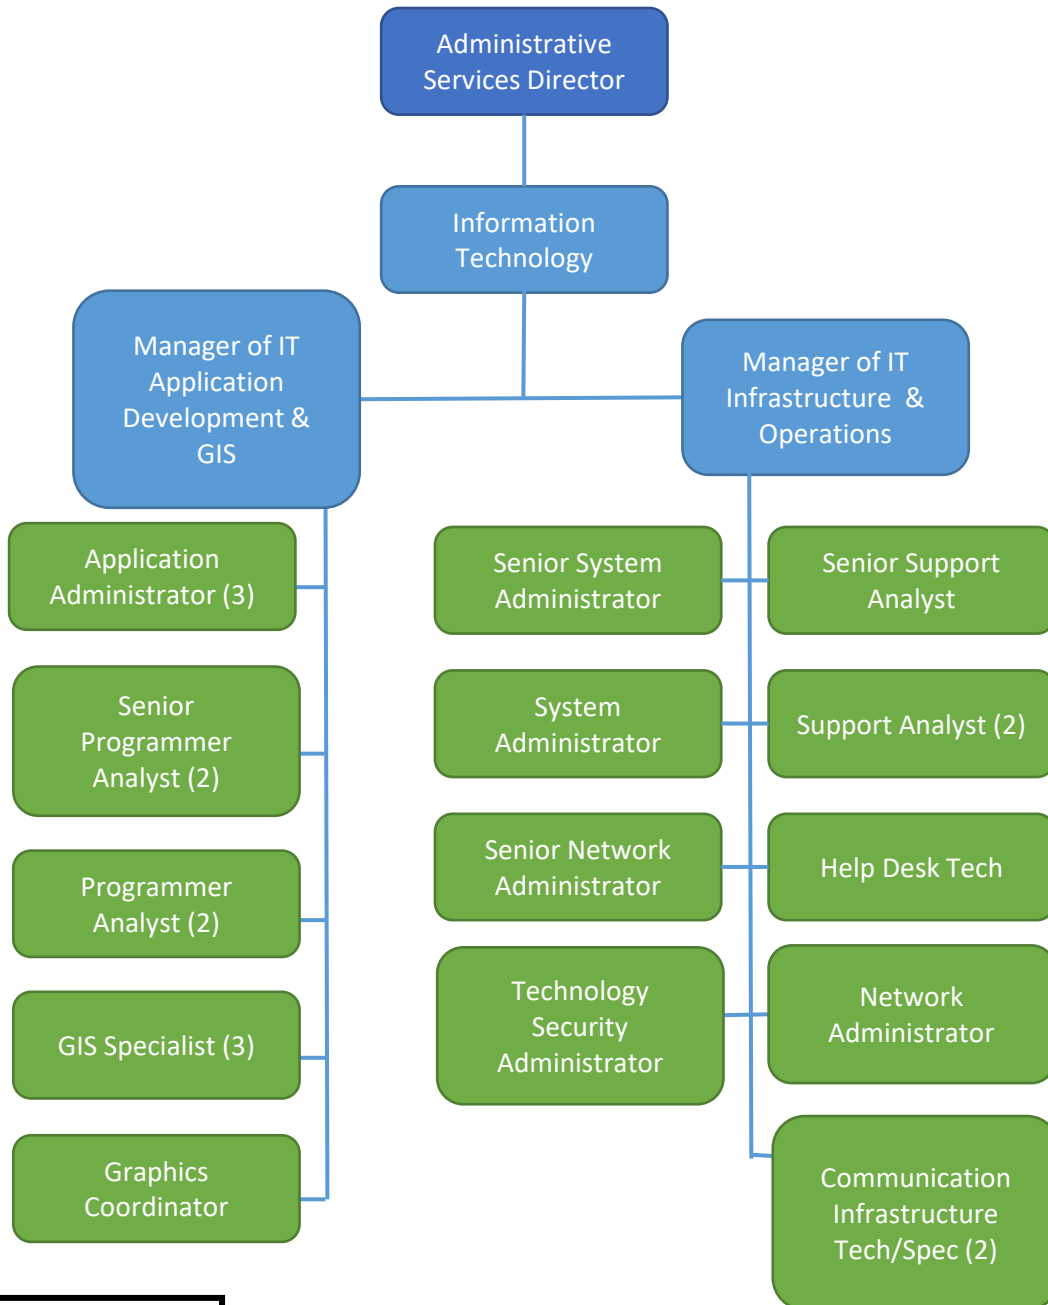 Administrative
Services Director
Information
Technology
Manager of IT
Application
Development &
GIS
Manager of IT
Infrastructure &
Operations
Application
Administrator (3)
Senior
Programmer
Analyst (2)
Programmer
Analyst (2)
GIS Specialist (3)
Graphics
Coordinator
Senior System
Administrator
Senior Support
Analyst
System
Administrator
Support Analyst (2)
Senior Network
Administrator
Help Desk Tech
Technology
Security
Administrator
Network
Administrator
Communication
Infrastructure
Tech/Spec (2)